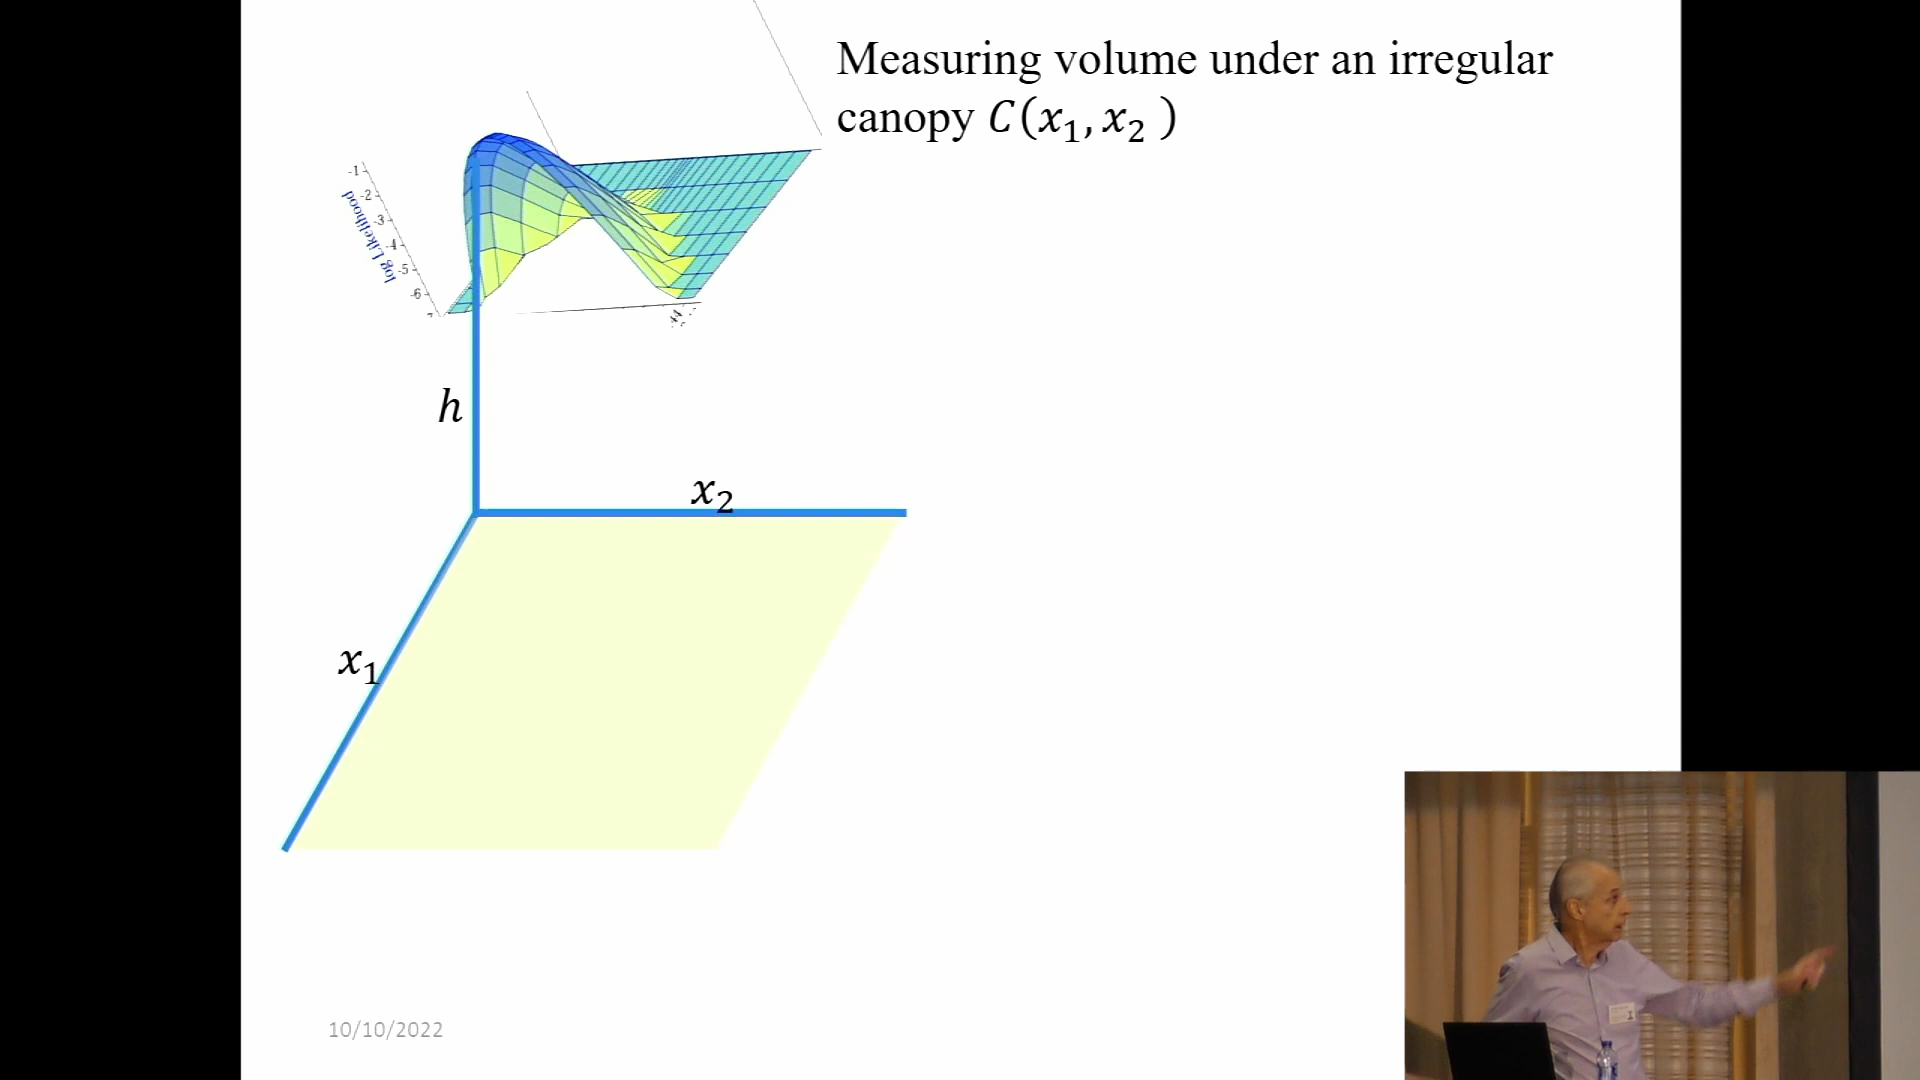 Measuring volume under an irregular
canopy C(x₁, x₂ )
-1
-2
-3
-4
-5
-6
log Likelihood
h
x₂
x₁
10/10/2022